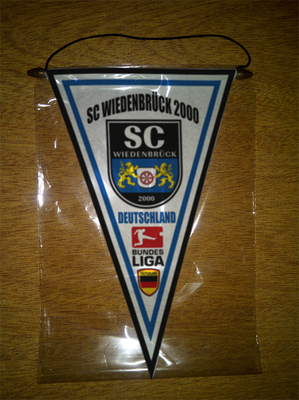 SC WIEDENBRÜCK 2000
SC
WIEDENBRÜCK
2000
DEUTSCHLAND
BUNDES
LIGA